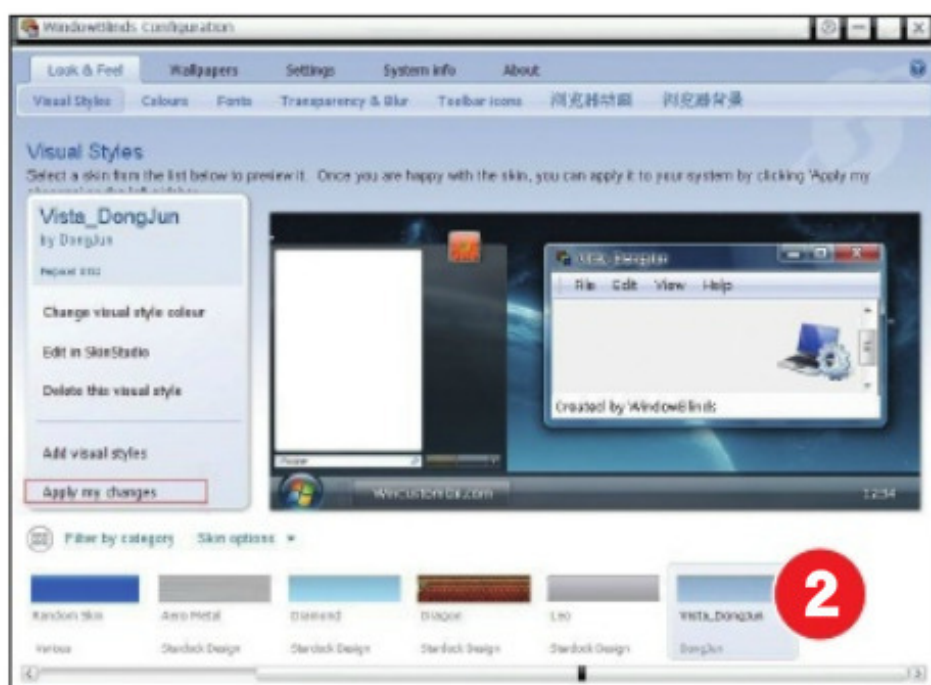 WindowBlinds Configuration
Look & Feel Wallpapers Settings System info About
Visual Styles Colours Fonts Transparency & Blur Toolbar icons 浏览器动画 浏览器背景
Visual Styles
Select a skin from the list below to preview it. Once you are happy with the skin, you can apply it to your system by clicking 'Apply my
Vista_DongJun
by DongJun
Change visual style colour
Edit in SkinStudio
Delete this visual style
Add visual styles
Apply my changes
File Edit View Help
Created by WindowBlinds
Wincustomize.com
12:34
Filter by category Skin options
Random Skin Aero Metal Diamond Dragon Leo Vista_DongJun
Various Stardock Design Stardock Design Stardock Design Stardock Design DongJun
2